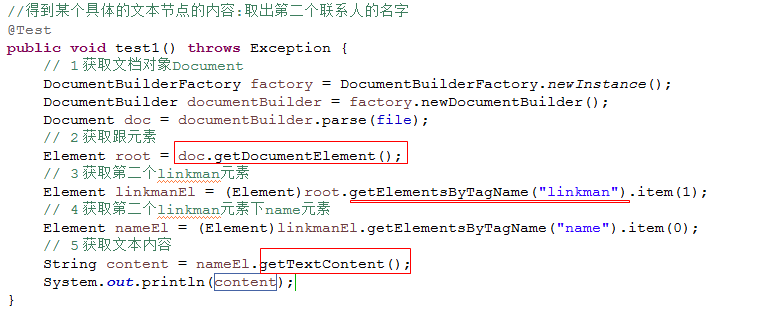 //得到某个具体的文本节点的内容:取出第二个联系人的名字
@Test
public void test1() throws Exception {
// 1获取文档对象Document
DocumentBuilderFactory factory = DocumentBuilderFactory.newInstance();
DocumentBuilder documentBuilder = factory.newDocumentBuilder();
Document doc = documentBuilder.parse(file);
// 2获取跟元素
Element root = doc.getDocumentElement();
// 3获取第二个linkman元素
Element linkmanEl = (Element)root.getElementsByTagName("linkman").item(1);
// 4获取第二个linkman元素下name元素
Element nameEl = (Element)linkmanEl.getElementsByTagName("name").item(0);
// 5获取文本内容
String content = nameEl.getTextContent();
System.out.println(content);
}